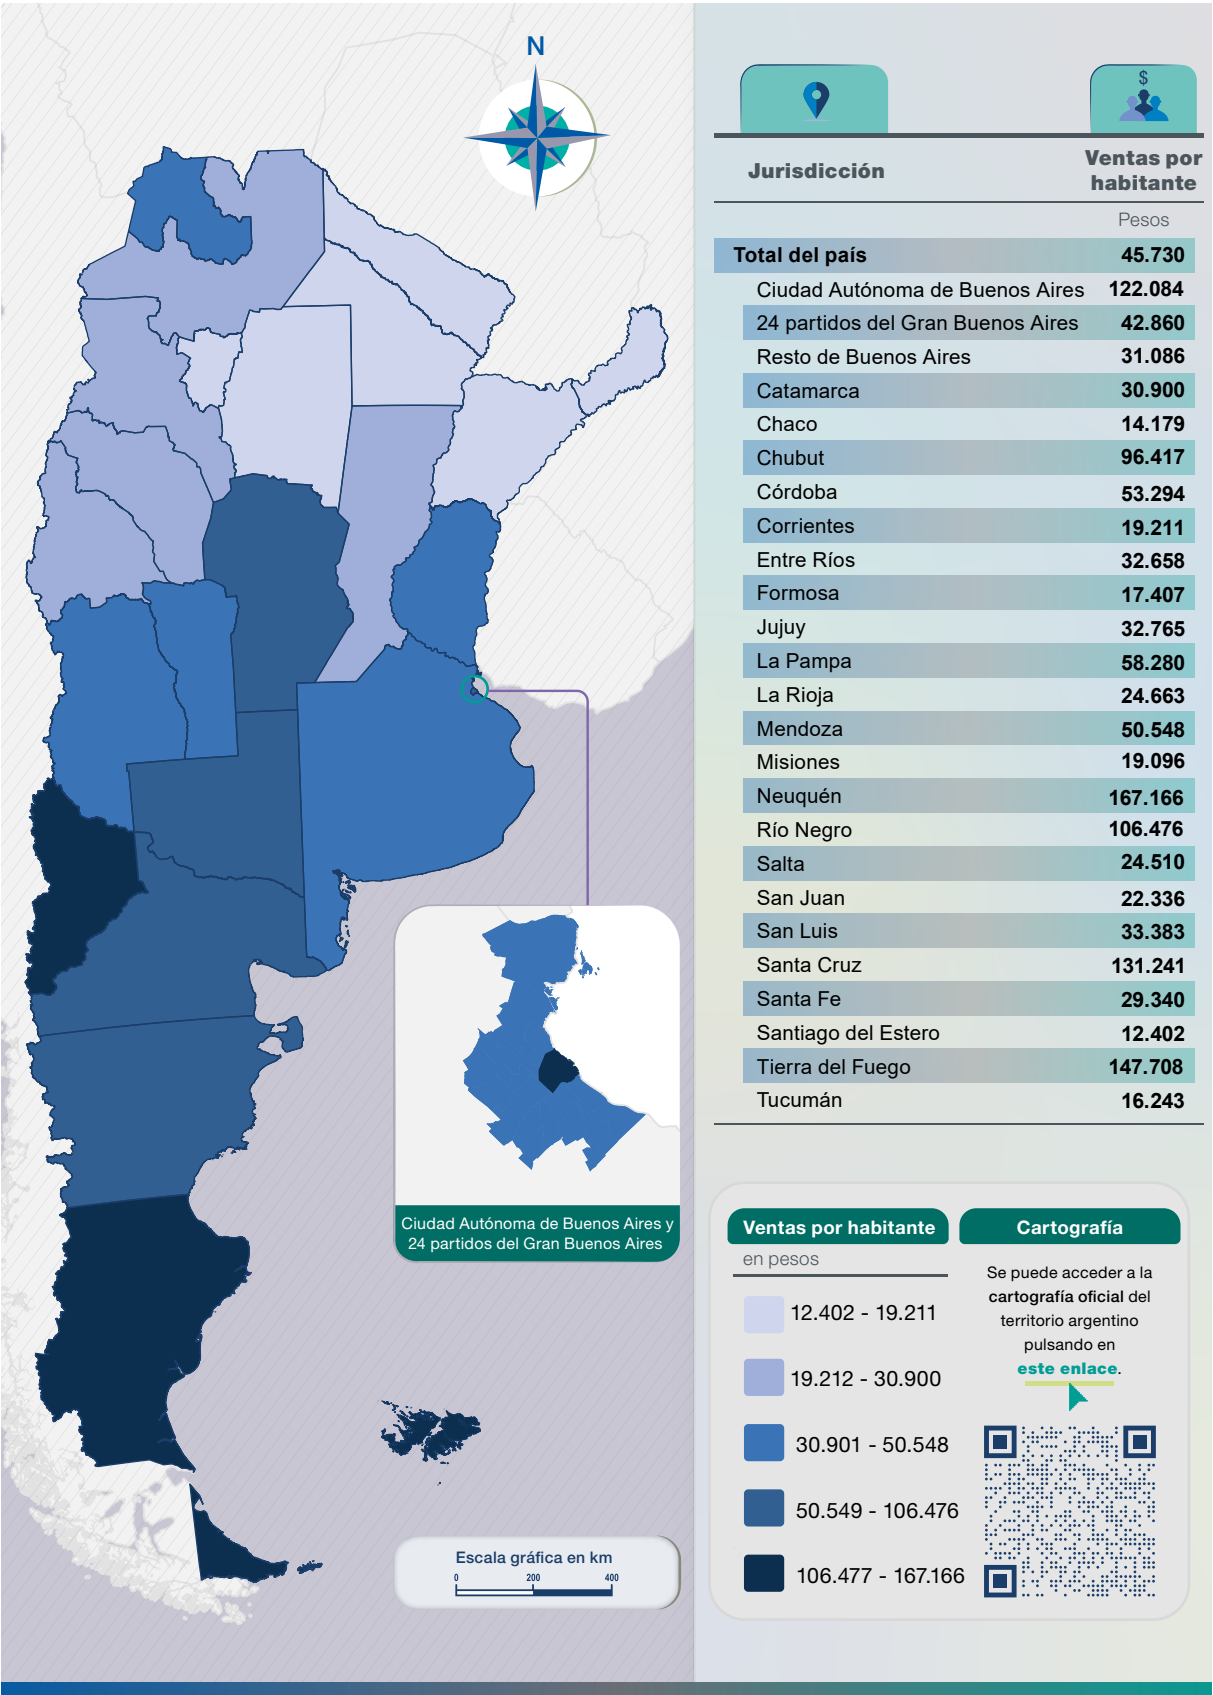 N
$
Jurisdicción
Ventas por
habitante
Pesos
Total del país 45.730
Ciudad Autónoma de Buenos Aires 122.084
24 partidos del Gran Buenos Aires 42.860
Resto de Buenos Aires 31.086
Catamarca 30.900
Chaco 14.179
Chubut 96.417
Córdoba 53.294
Corrientes 19.211
Entre Ríos 32.658
Formosa 17.407
Jujuy 32.765
La Pampa 58.280
La Rioja 24.663
Mendoza 50.548
Misiones 19.096
Neuquén 167.166
Río Negro 106.476
Salta 24.510
San Juan 22.336
San Luis 33.383
Santa Cruz 131.241
Santa Fe 29.340
Santiago del Estero 12.402
Tierra del Fuego 147.708
Tucumán 16.243
Ciudad Autónoma de Buenos Aires y
24 partidos del Gran Buenos Aires
Escala gráfica en km
0 200 400
Ventas por habitante
en pesos
12.402 - 19.211
19.212 - 30.900
30.901 - 50.548
50.549 - 106.476
106.477 - 167.166
Cartografía
Se puede acceder a la
cartografía oficial del
territorio argentino
pulsando en
este enlace.